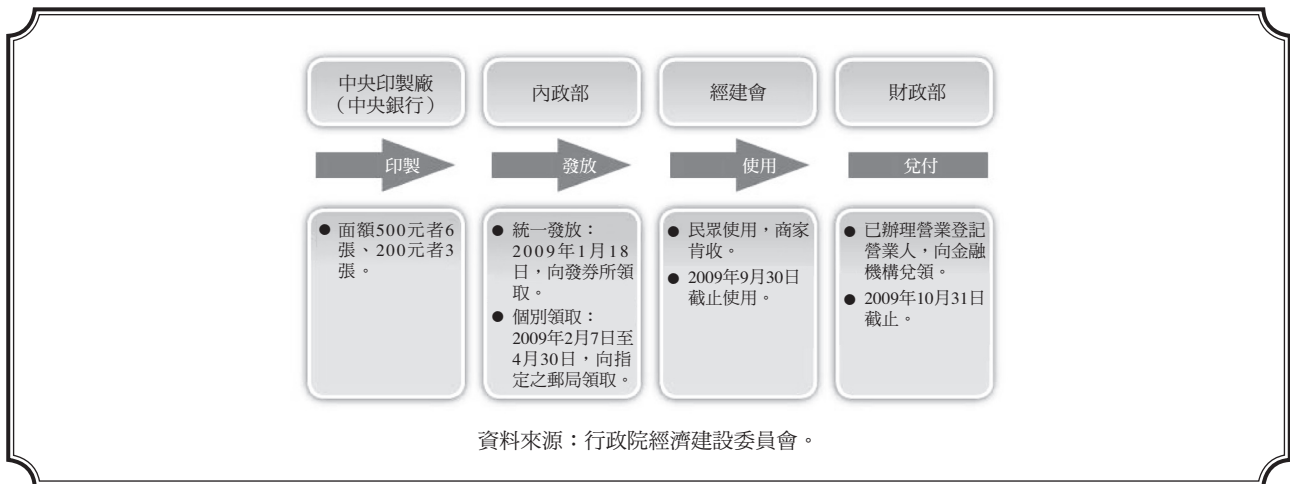 中央印製廠
（中央銀行）
內政部
經建會
財政部
印製
發放
使用
兌付
● 面額500元者6
張、200元者3
張。
● 統一發放：
2009年1月18
日，向發券所領
取。
● 個別領取：
2009年2月7日至
4月30日，向指
定之郵局領取。
● 民眾使用，商家
肯收。
● 2009年9月30日
截止使用。
● 已辦理營業登記
營業人，向金融
機構兌領。
● 2009年10月31日
截止。
資料來源：行政院經濟建設委員會。